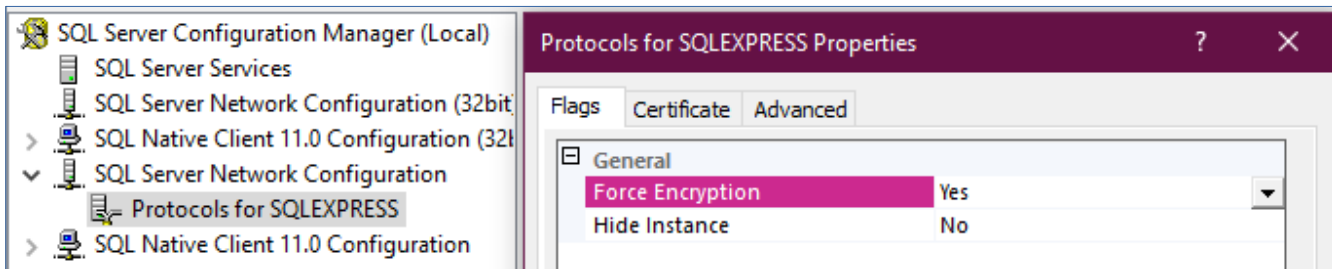 SQL Server Configuration Manager (Local)
SQL Server Services
SQL Server Network Configuration (32bit
SQL Native Client 11.0 Configuration (32
SQL Server Network Configuration
Protocols for SQLEXPRESS
SQL Native Client 11.0 Configuration
Protocols for SQLEXPRESS Properties ?
Flags Certificate Advanced
General
Force Encryption Yes
Hide Instance No